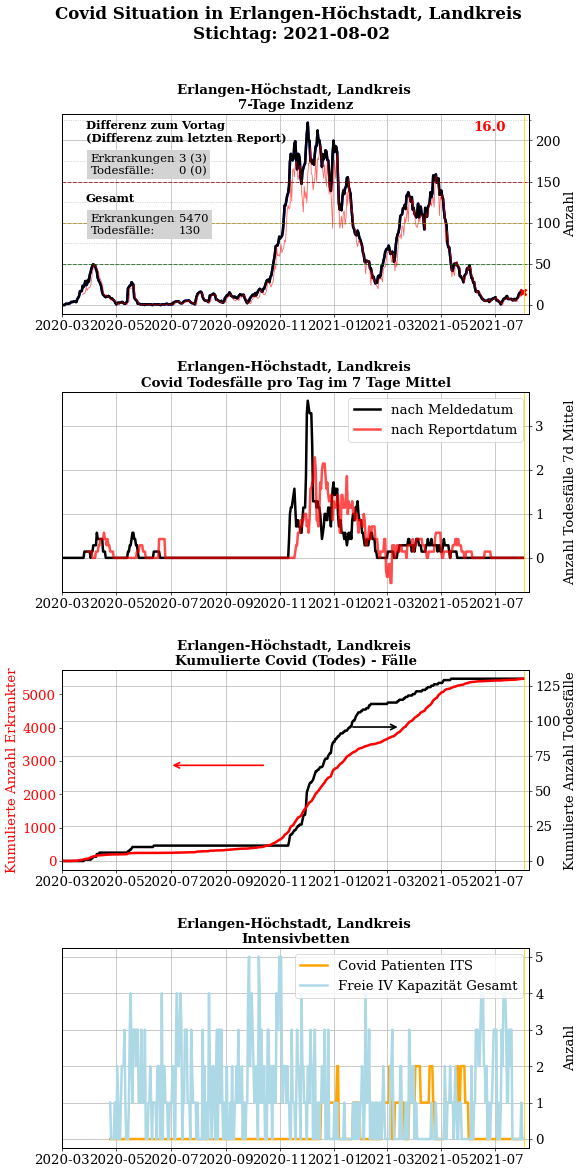 Covid Situation in Erlangen-Höchstadt, Landkreis
Stichtag: 2021-08-02
Erlangen-Höchstadt, Landkreis
7-Tage Inzidenz
Differenz zum Vortag
(Differenz zum letzten Report)
Erkrankungen 3 (3)
Todesfälle: 0 (0)
Gesamt
Erkrankungen 5470
Todesfälle: 130
16.0
200
150
100
50
0
Anzahl
2020-03 2020-05 2020-07 2020-09 2020-11 2021-01 2021-03 2021-05 2021-07
Erlangen-Höchstadt, Landkreis
Covid Todesfälle pro Tag im 7 Tage Mittel
nach Meldedatum
nach Reportdatum
3
2
1
0
Anzahl Todesfälle 7d Mittel
2020-03 2020-05 2020-07 2020-09 2020-11 2021-01 2021-03 2021-05 2021-07
Erlangen-Höchstadt, Landkreis
Kumulierte Covid (Todes) - Fälle
Kumulierte Anzahl Erkrankter
5000
4000
3000
2000
1000
0
125
100
75
50
25
0
Kumulierte Anzahl Todesfälle
2020-03 2020-05 2020-07 2020-09 2020-11 2021-01 2021-03 2021-05 2021-07
Erlangen-Höchstadt, Landkreis
Intensivbetten
Covid Patienten ITS
Freie IV Kapazität Gesamt
5
4
3
2
1
0
Anzahl
2020-03 2020-05 2020-07 2020-09 2020-11 2021-01 2021-03 2021-05 2021-07